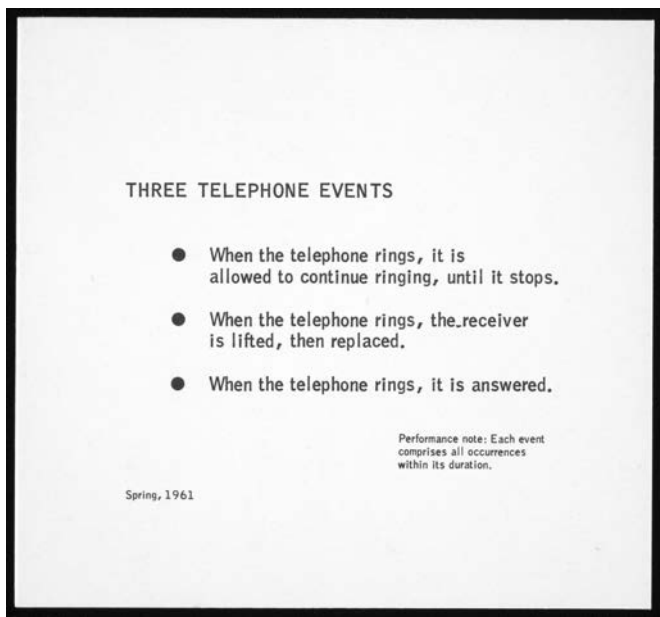 THREE TELEPHONE EVENTS
● When the telephone rings, it is
allowed to continue ringing, until it stops.
● When the telephone rings, the receiver
is lifted, then replaced.
● When the telephone rings, it is answered.
Performance note: Each event
comprises all occurrences
within its duration.
Spring, 1961